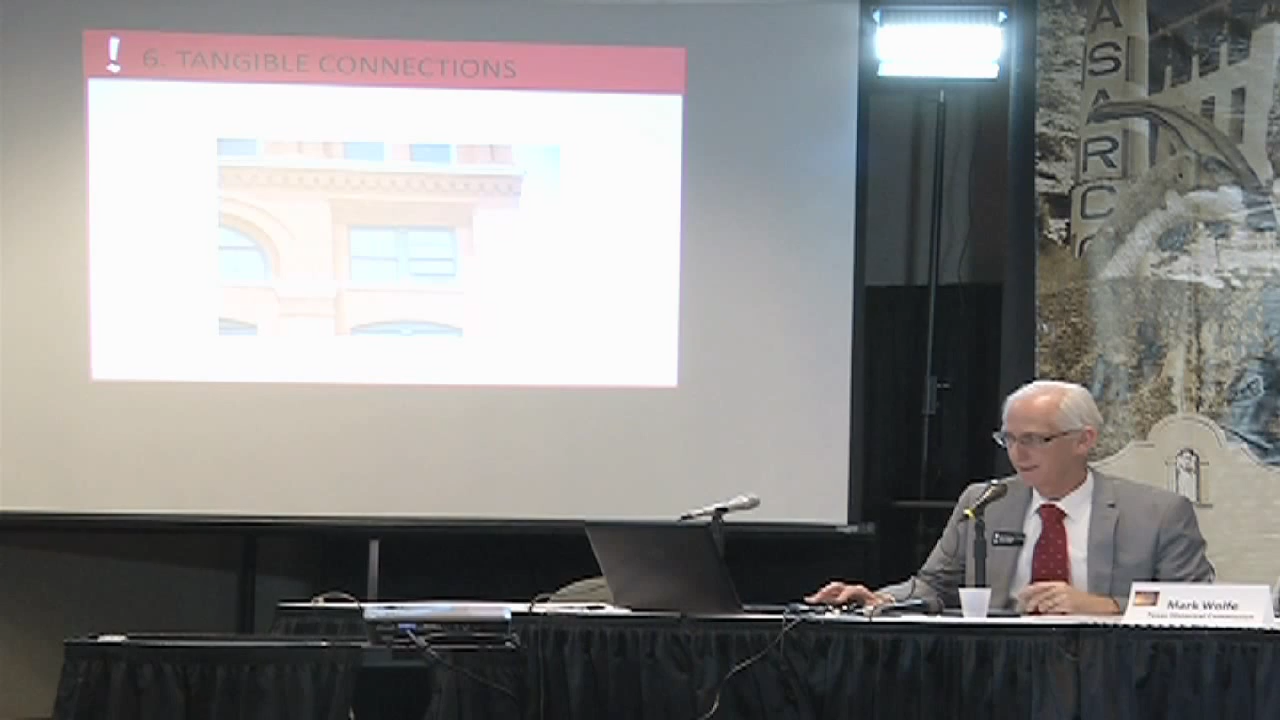 ! 6. TANGIBLE CONNECTIONS
ASARCO
Mark Wolfe
Texas Historical Commission